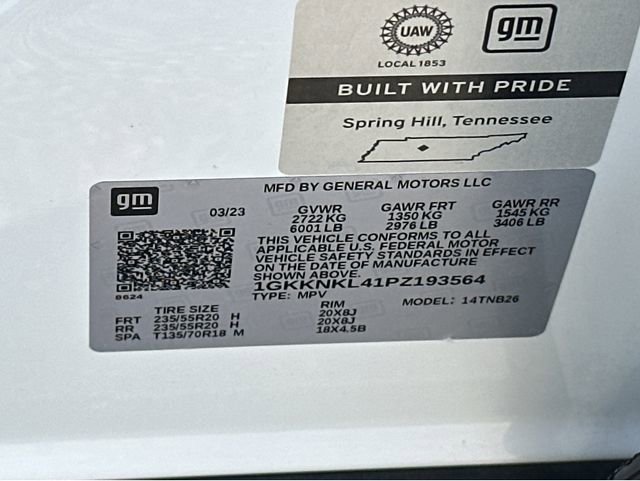 UAW
gm
LOCAL 1853
BUILT WITH PRIDE
Spring Hill, Tennessee
gm
MFD BY GENERAL MOTORS LLC
03/23
GVWR GAWR FRT GAWR RR
2722 KG 1350 KG 1545 KG
6001 LB 2976 LB 3406 LB
THIS VEHICLE CONFORMS TO ALL
APPLICABLE U.S. FEDERAL MOTOR
VEHICLE SAFETY STANDARDS IN EFFECT
ON THE DATE OF MANUFACTURE
SHOWN ABOVE.
1GKKNKL41PZ193564
8624
TYPE: MPV MODEL: 14TNB26
TIRE SIZE RIM
FRT 235/55R20 H 20X8J
RR 235/55R20 H 20X8J
SPA T135/70R18 M 18X4.5B